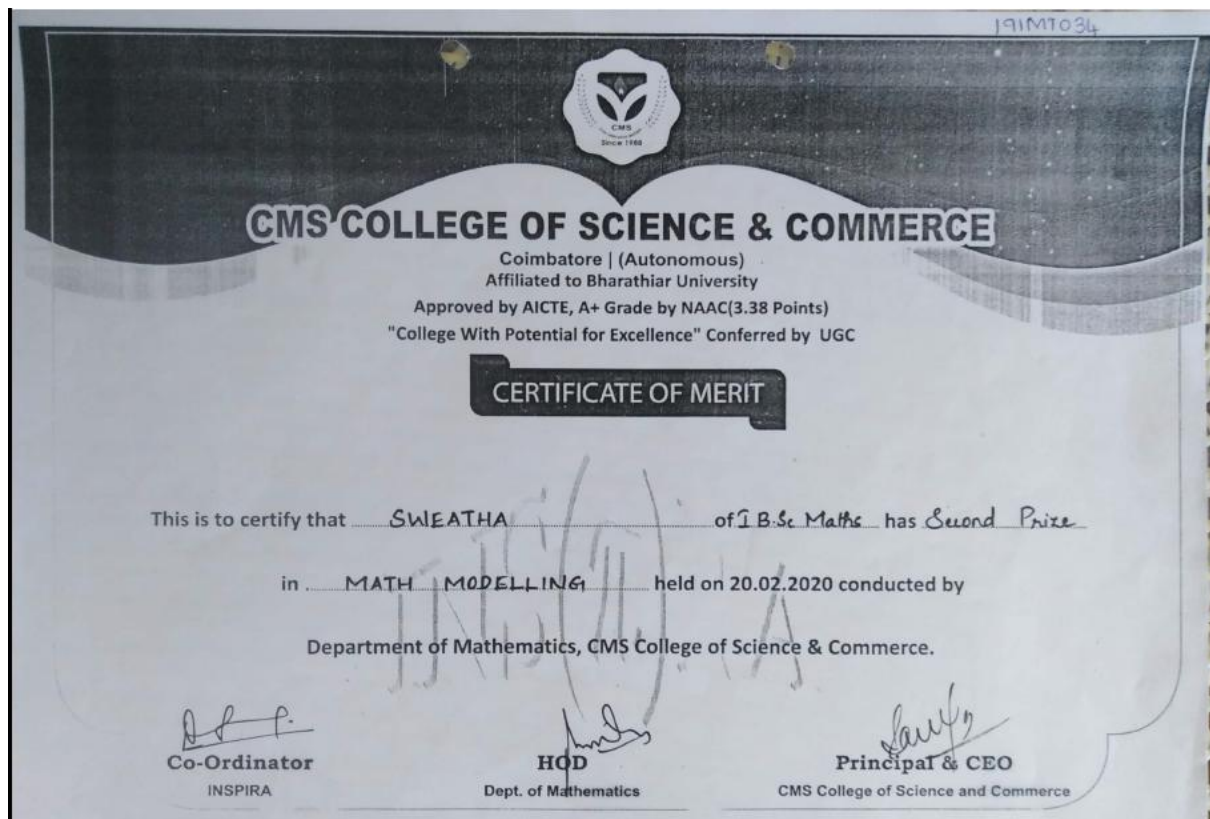 191MT034
CMS
Since 1988
CMS COLLEGE OF SCIENCE & COMMERCE
Coimbatore | (Autonomous)
Affiliated to Bharathiar University
Approved by AICTE, A+ Grade by NAAC(3.38 Points)
"College With Potential for Excellence" Conferred by UGC
CERTIFICATE OF MERIT
This is to certify that SWEATHA of I B.Sc Maths has Second Prize
in MATH MODELLING held on 20.02.2020 conducted by
Department of Mathematics, CMS College of Science & Commerce.
Co-Ordinator HOD Principal & CEO
INSPIRA Dept. of Mathematics CMS College of Science and Commerce